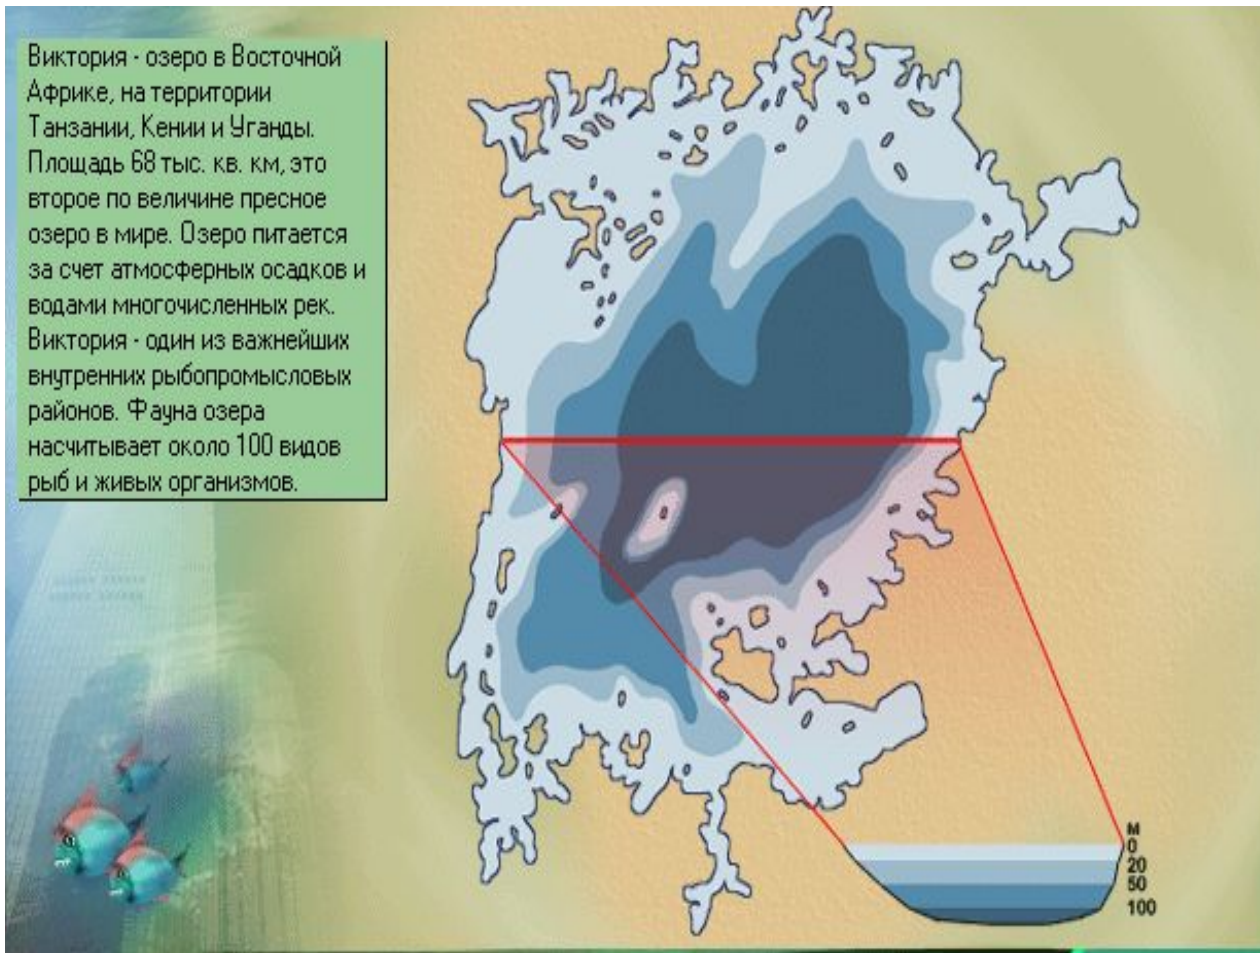 Виктория - озеро в Восточной
Африке, на территории
Танзании, Кении и Уганды.
Площадь 68 тыс. кв. км, это
второе по величине пресное
озеро в мире. Озеро питается
за счет атмосферных осадков и
водами многочисленных рек.
Виктория - один из важнейших
внутренних рыбопромысловых
районов. Фауна озера
насчитывает около 100 видов
рыб и живых организмов.
м
0
20
50
100